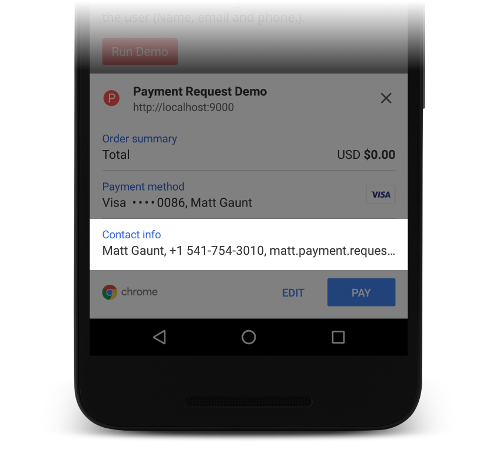 the user (Name, email and phone,).
Run Demo
Payment Request Demo
http://localhost:9000
Order summary
Total USD $0.00
Payment method
Visa ••••0086, Matt Gaunt
VISA
Contact info
Matt Gaunt, +1 541-754-3010, matt.payment.reques...
chrome EDIT PAY